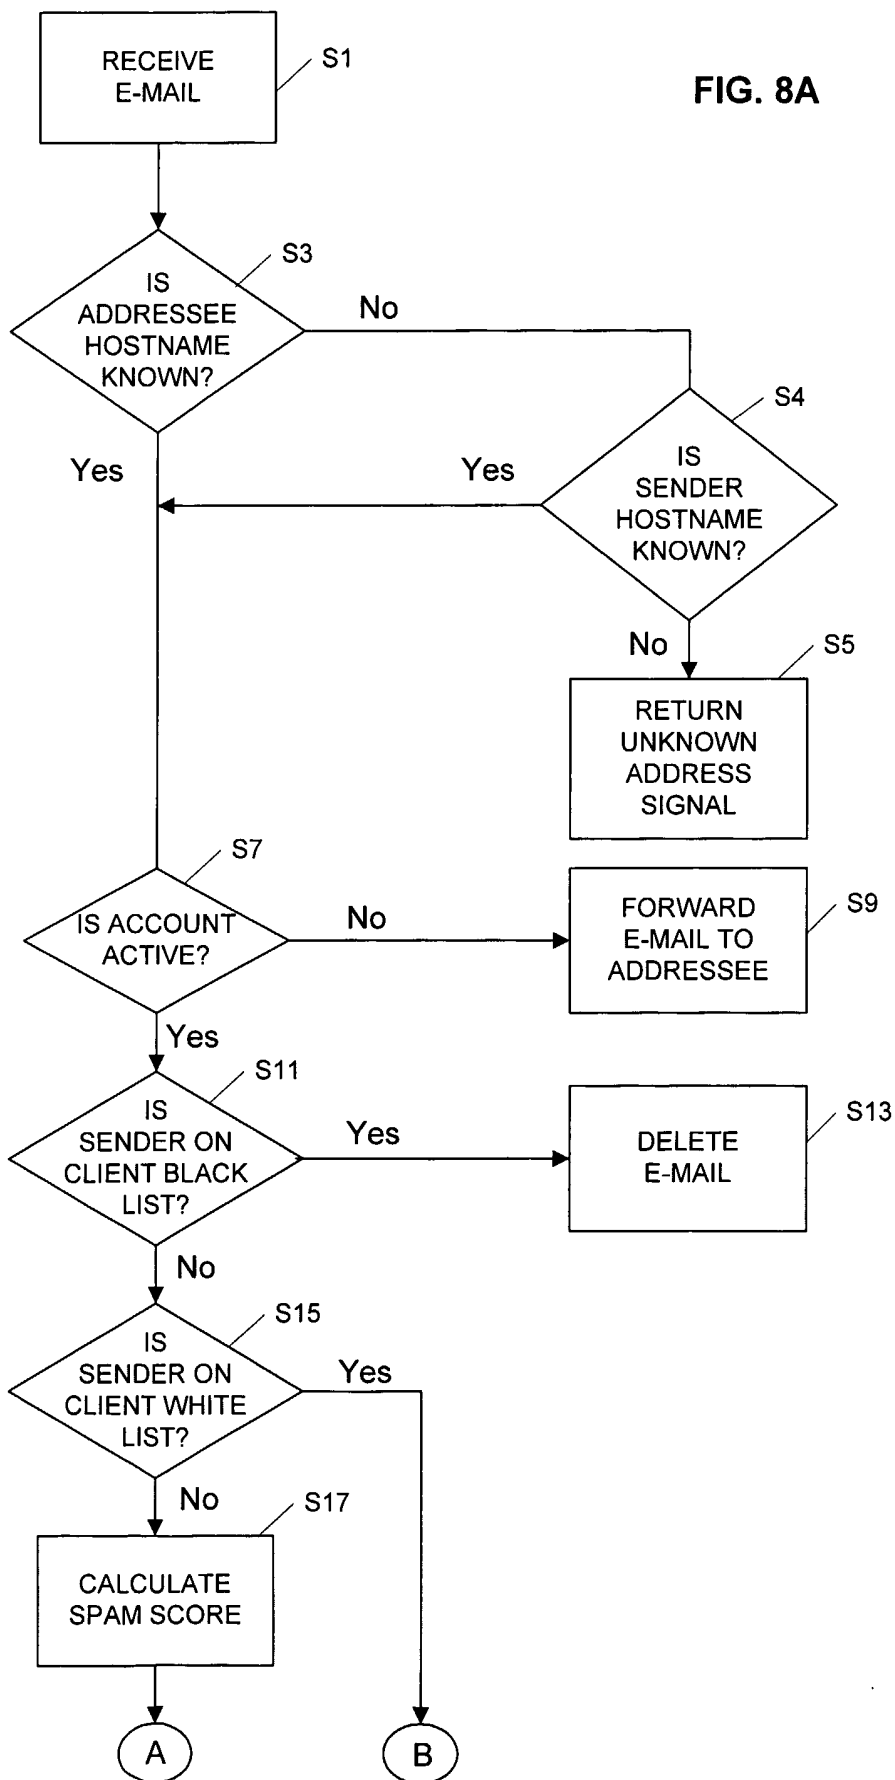 RECEIVE
E-MAIL
S1
FIG. 8A
S3
IS
ADDRESSEE
HOSTNAME
KNOWN?
No
Yes
S4
IS
SENDER
HOSTNAME
KNOWN?
Yes
No
S5
RETURN
UNKNOWN
ADDRESS
SIGNAL
S7
IS ACCOUNT
ACTIVE?
No
Yes
S9
FORWARD
E-MAIL TO
ADDRESSEE
S11
IS
SENDER ON
CLIENT BLACK
LIST?
Yes
No
S13
DELETE
E-MAIL
S15
IS
SENDER ON
CLIENT WHITE
LIST?
Yes
No
S17
CALCULATE
SPAM SCORE
A
B